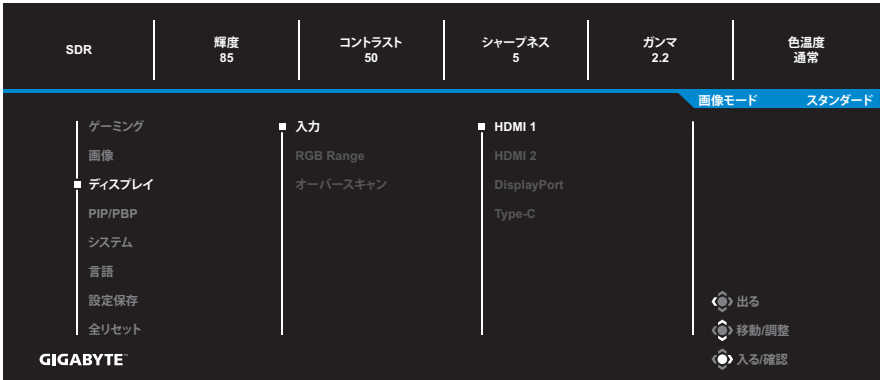 SDR
輝度
85
コントラスト
50
シャープネス
5
ガンマ
2.2
色温度
通常
画像モード スタンダード
ゲーミング
画像
ディスプレイ
PIP/PBP
システム
言語
設定保存
全リセット
入力
RGB Range
オーバースキャン
HDMI 1
HDMI 2
DisplayPort
Type-C
出る
移動/調整
入る/確認
GIGABYTE™